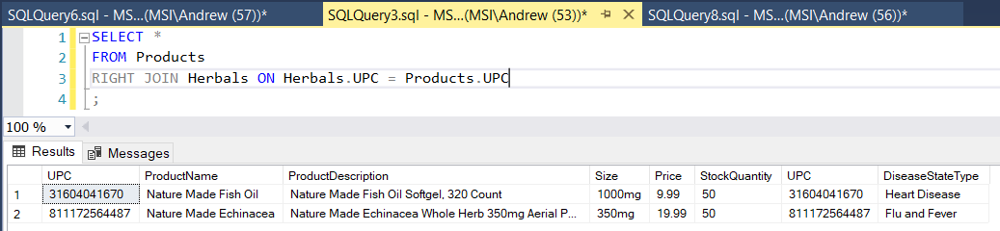 SQLQuery6.sql - MS...(MSI\Andrew (57))* SQLQuery3.sql - MS...(MSI\Andrew (53))* SQLQuery8.sql - MS...(MSI\Andrew (56))*
1 SELECT *
2 FROM Products
3 RIGHT JOIN Herbals ON Herbals.UPC = Products.UPC
4 ;
100 %
Results Messages
UPC ProductName ProductDescription Size Price StockQuantity UPC DiseaseStateType
1 31604041670 Nature Made Fish Oil Nature Made Fish Oil Softgel, 320 Count 1000mg 9.99 50 31604041670 Heart Disease
2 811172564487 Nature Made Echinacea Nature Made Echinacea Whole Herb 350mg Aerial P... 350mg 19.99 50 811172564487 Flu and Fever